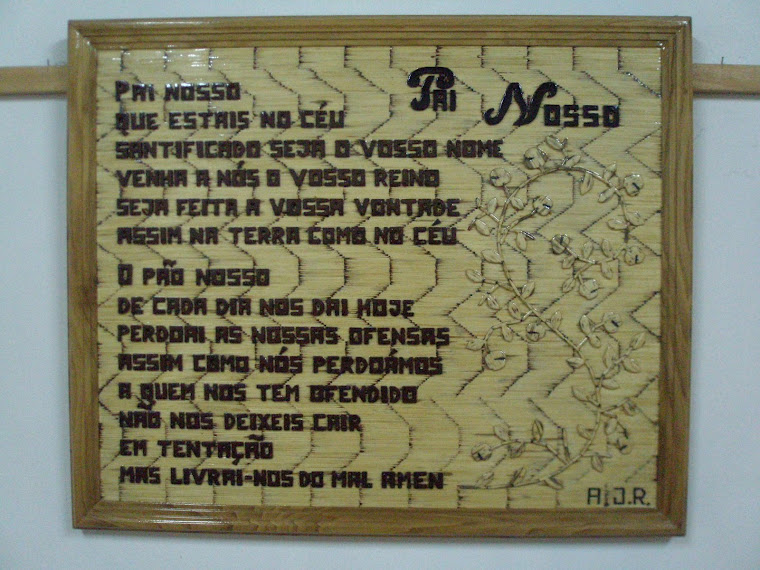 Pai Nosso
PAI NOSSO
QUE ESTAIS NO CÉU
SANTIFICADO SEJA O VOSSO NOME
VENHA A NÓS O VOSSO REINO
SEJA FEITA A VOSSA VONTADE
ASSIM NA TERRA COMO NO CÉU
O PÃO NOSSO
DE CADA DIA NOS DAI HOJE
PERDOAI AS NOSSAS OFENSAS
ASSIM COMO NÓS PERDOÁMOS
A QUEM NOS TEM OFENDIDO
NÃO NOS DEIXEIS CAIR
EM TENTAÇÃO
MAS LIVRAI-NOS DO MAL AMEN
A.J.R.